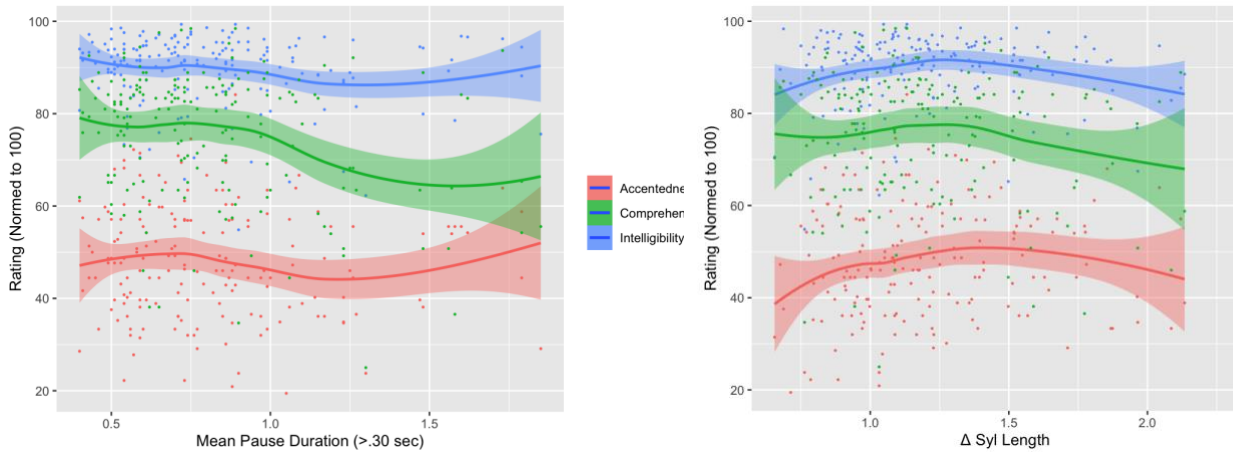 100
80
60
40
20
Rating (Normed to 100)
0.5
1.0
1.5
Mean Pause Duration (>.30 sec)
Accentedne
Comprehen
Intelligibility
100
80
60
40
20
Rating (Normed to 100)
1.0
1.5
2.0
Δ Syl Length